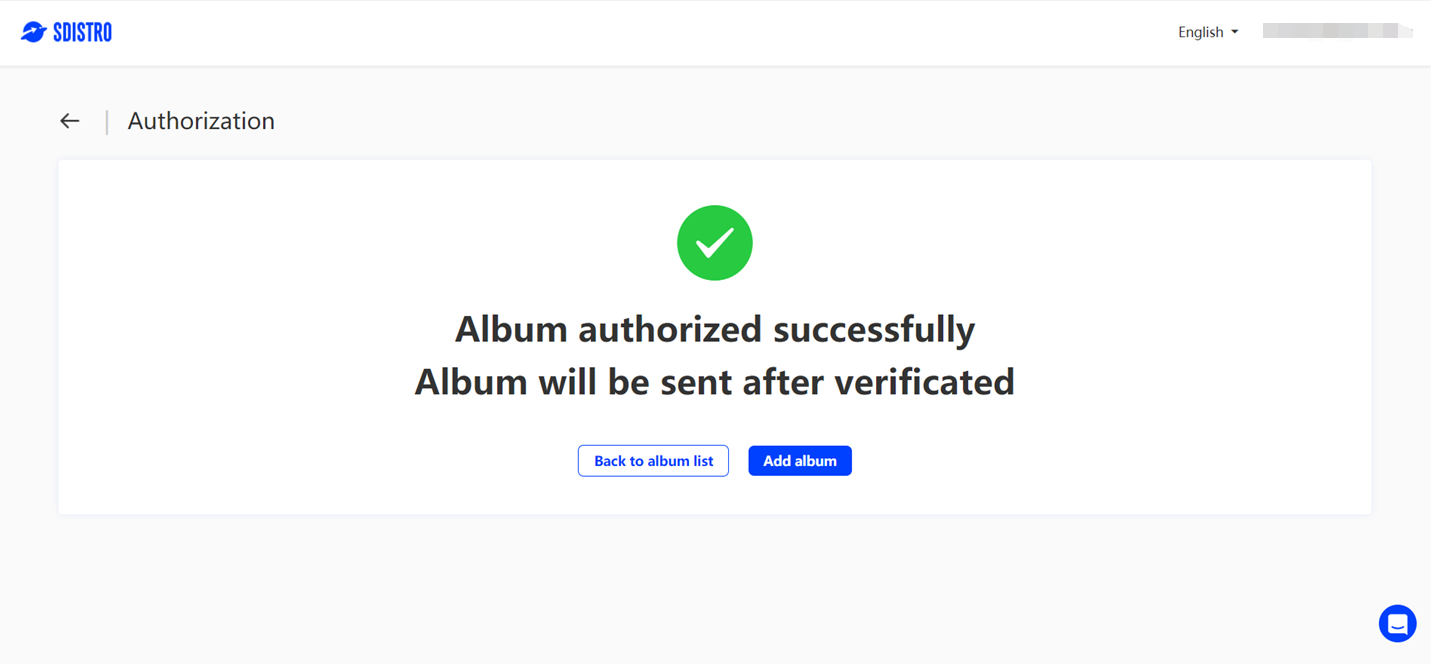 SDISTRO
English
Authorization
Album authorized successfully
Album will be sent after verificated
Back to album list
Add album